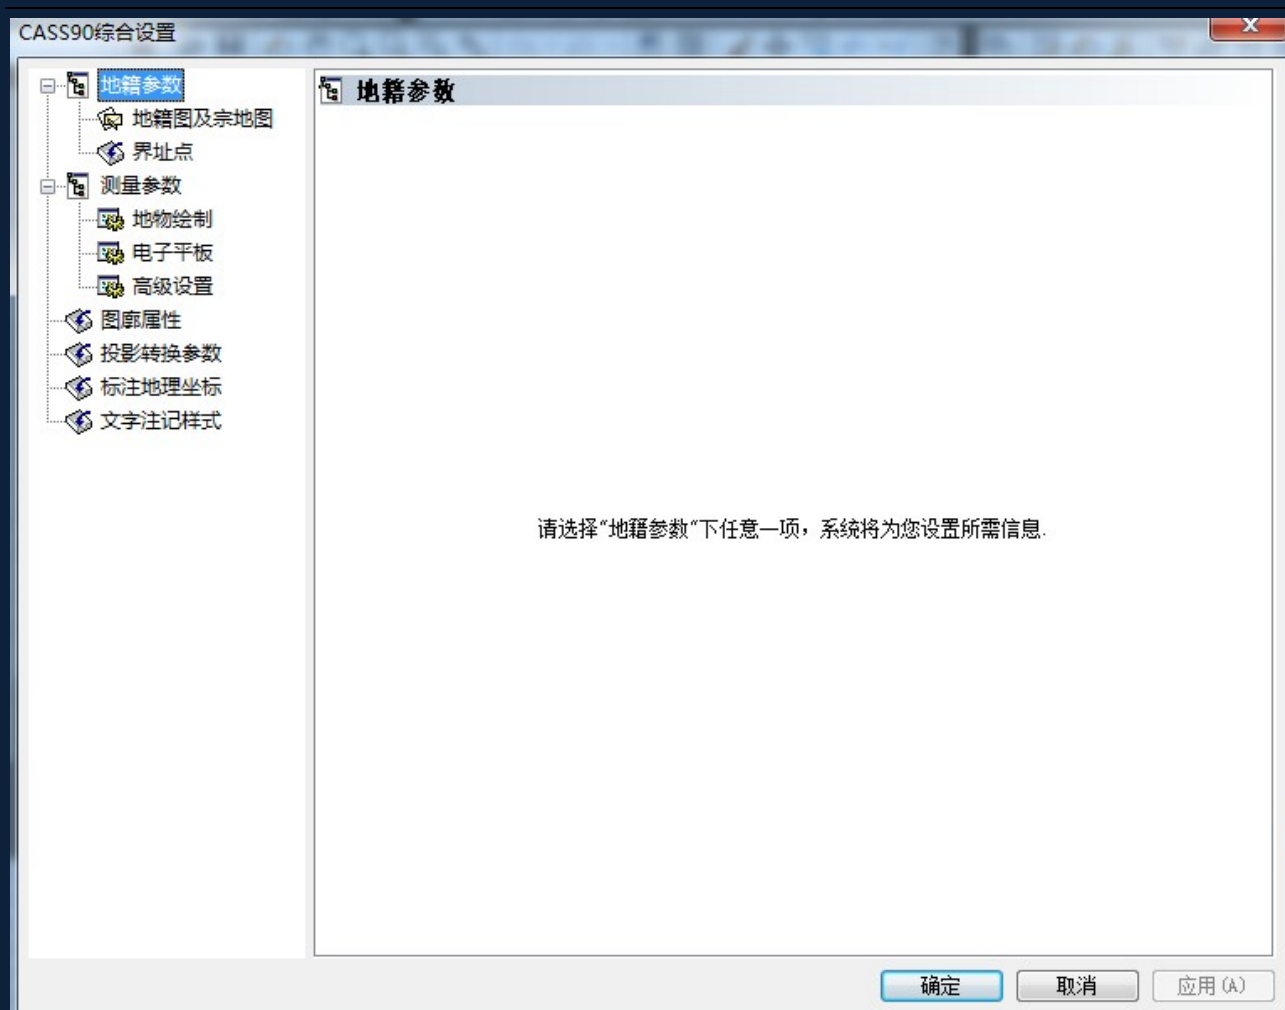 CASS90综合设置
地籍参数
地籍图及宗地图
界址点
测量参数
地物绘制
电子平板
高级设置
图廓属性
投影转换参数
标注地理坐标
文字注记样式
地籍参数
请选择"地籍参数"下任意一项，系统将为您设置所需信息.
确定
取消
应用(A)